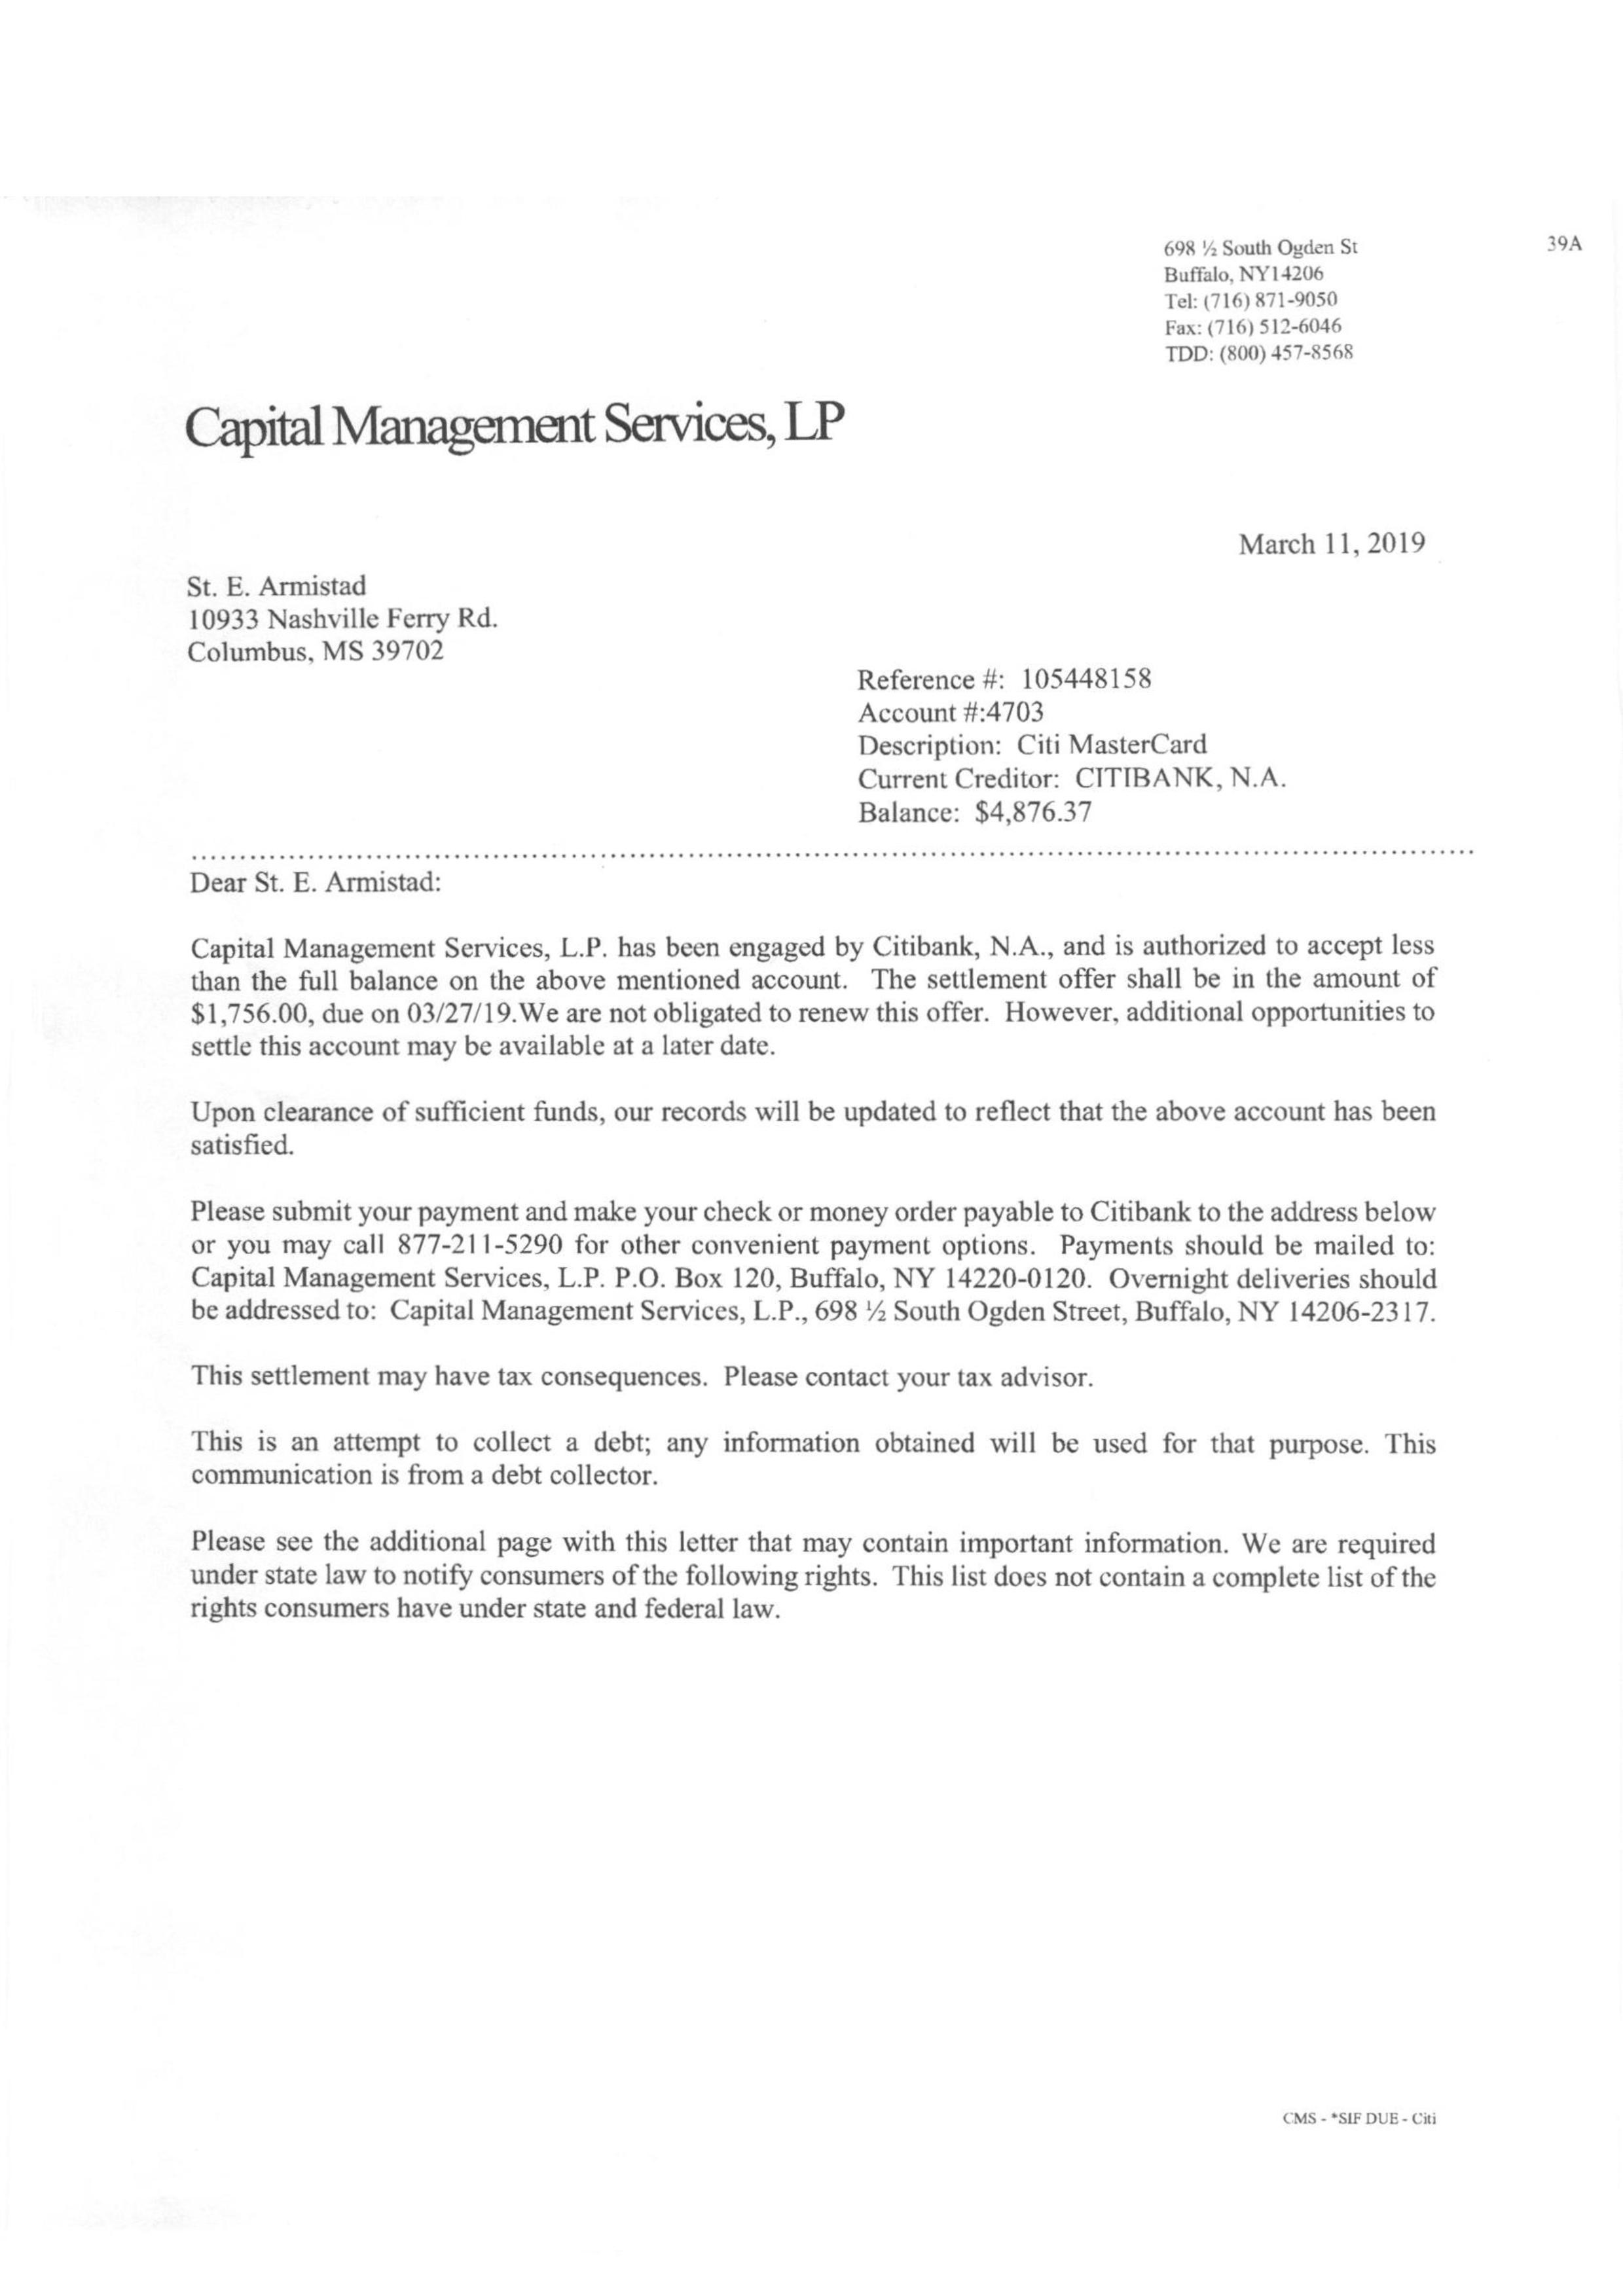 698 ½ South Ogden St
39A
Buffalo, NY14206
Tel: (716) 871-9050
Fax: (716) 512-6046
TDD: (800) 457-8568
Capital Management Services, LP
March 11, 2019
St. E. Armistad
10933 Nashville Ferry Rd.
Columbus, MS 39702
Reference #: 105448158
Account #:4703
Description: Citi MasterCard
Current Creditor: CITIBANK, N.A.
Balance: $4,876.37
Dear St. E. Armistad:
Capital Management Services, L.P. has been engaged by Citibank, N.A., and is authorized to accept less
than the full balance on the above mentioned account. The settlement offer shall be in the amount of
$1,756.00, due on 03/27/19.We are not obligated to renew this offer. However, additional opportunities to
settle this account may be available at a later date.
Upon clearance of sufficient funds, our records will be updated to reflect that the above account has been
satisfied.
Please submit your payment and make your check or money order payable to Citibank to the address below
or you may call 877-211-5290 for other convenient payment options. Payments should be mailed to:
Capital Management Services, L.P. P.O. Box 120, Buffalo, NY 14220-0120. Overnight deliveries should
be addressed to: Capital Management Services, L.P., 698 ½ South Ogden Street, Buffalo, NY 14206-2317.
This settlement may have tax consequences. Please contact your tax advisor.
This is an attempt to collect a debt; any information obtained will be used for that purpose. This
communication is from a debt collector.
Please see the additional page with this letter that may contain important information. We are required
under state law to notify consumers of the following rights. This list does not contain a complete list of the
rights consumers have under state and federal law.
CMS - *SIF DUE - Citi